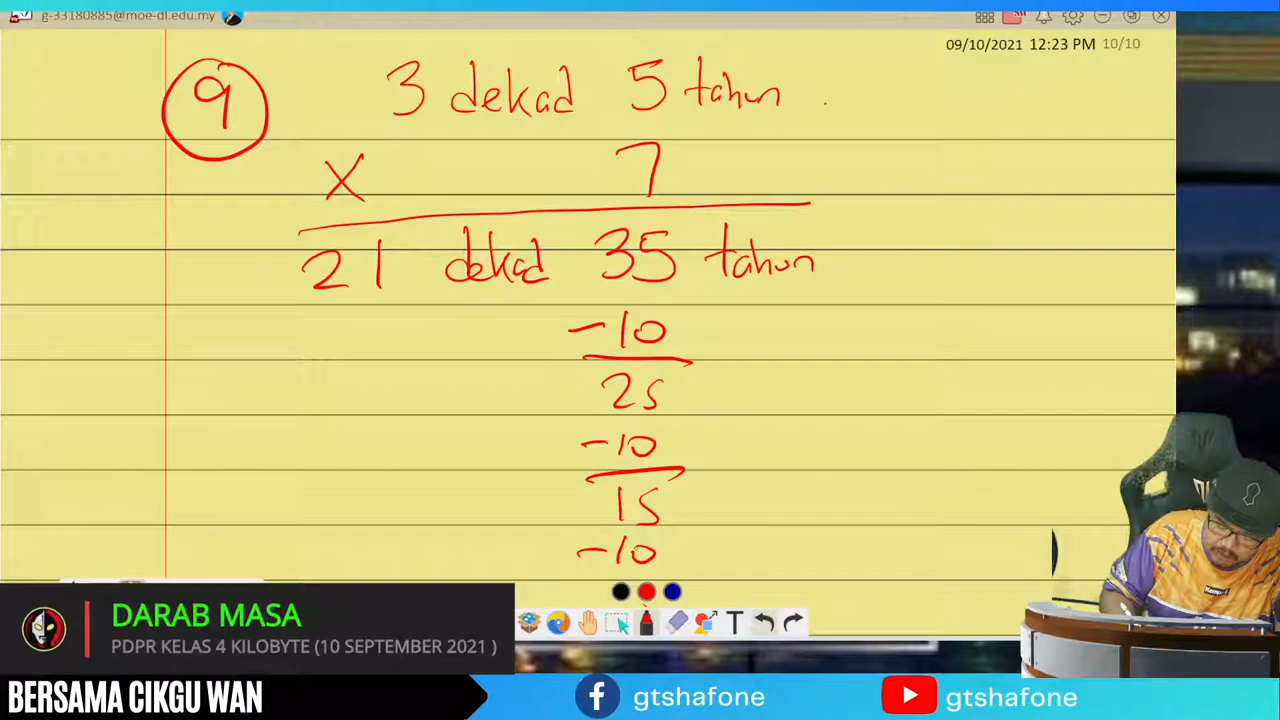 g-33180885@moe-dl.edu.my
09/10/2021 12:23 PM 10/10
9
3 dekad 5 tahun
x 7
21 dekad 35 tahun
-10
25
-10
15
-10
T
DARAB MASA
PDPR KELAS 4 KILOBYTE (10 SEPTEMBER 2021 )
BERSAMA CIKGU WAN
gtshafone
gtshafone